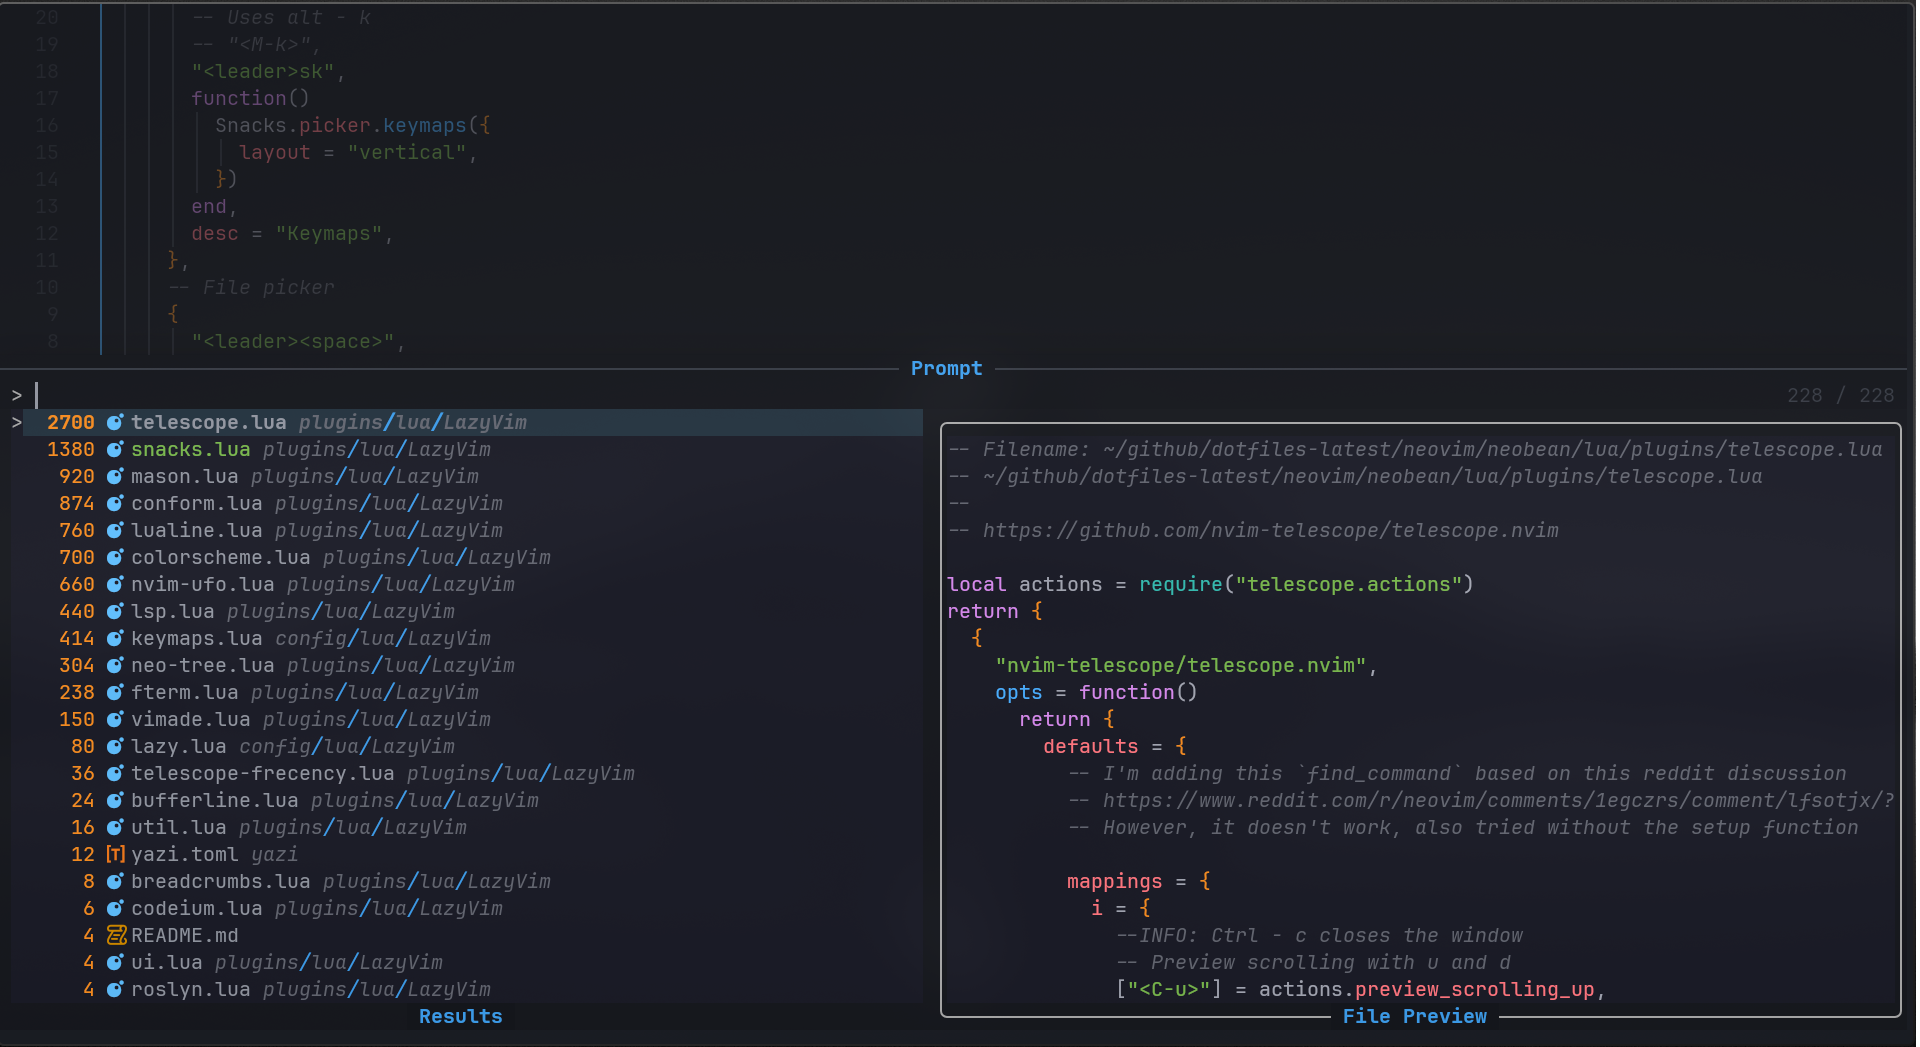 20 -- Uses alt - k
19 -- "<M-k>",
18 "<leader>sk",
17 function()
16 Snacks.picker.keymaps({
15 layout = "vertical",
14 })
13 end,
12 desc = "Keymaps",
11 },
10 -- File picker
9 {
8 "<leader><space>",
Prompt
>
228 / 228
> 2700 telescope.lua plugins/lua/LazyVim
1380 snacks.lua plugins/lua/LazyVim
920 mason.lua plugins/lua/LazyVim
874 conform.lua plugins/lua/LazyVim
760 lualine.lua plugins/lua/LazyVim
700 colorscheme.lua plugins/lua/LazyVim
660 nvim-ufo.lua plugins/lua/LazyVim
440 lsp.lua plugins/lua/LazyVim
414 keymaps.lua config/lua/LazyVim
304 neo-tree.lua plugins/lua/LazyVim
238 fterm.lua plugins/lua/LazyVim
150 vimade.lua plugins/lua/LazyVim
80 lazy.lua config/lua/LazyVim
36 telescope-frecency.lua plugins/lua/LazyVim
24 bufferline.lua plugins/lua/LazyVim
16 util.lua plugins/lua/LazyVim
12 [T] yazi.toml yazi
8 breadcrumbs.lua plugins/lua/LazyVim
6 codeium.lua plugins/lua/LazyVim
4 README.md
4 ui.lua plugins/lua/LazyVim
4 roslyn.lua plugins/lua/LazyVim
Results
-- Filename: ~/github/dotfiles-latest/neovim/neobean/lua/plugins/telescope.lua
-- ~/github/dotfiles-latest/neovim/neobean/lua/plugins/telescope.lua
--
-- https://github.com/nvim-telescope/telescope.nvim
local actions = require("telescope.actions")
return {
{
"nvim-telescope/telescope.nvim",
opts = function()
return {
defaults = {
-- I'm adding this `find_command` based on this reddit discussion
-- https://www.reddit.com/r/neovim/comments/1egczrs/comment/lfsotjx/?
-- However, it doesn't work, also tried without the setup function
mappings = {
i = {
--INFO: Ctrl - c closes the window
-- Preview scrolling with u and d
["<C-u>"] = actions.preview_scrolling_up,
File Preview